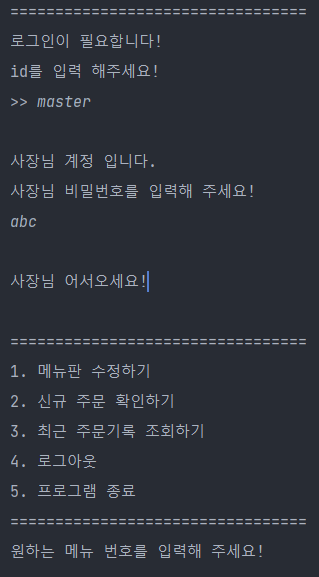 =================================
로그인이 필요합니다!
id를 입력 해주세요!
>> master
사장님 계정 입니다.
사장님 비밀번호를 입력해 주세요!
abc
사장님 어서오세요!
=================================
1. 메뉴판 수정하기
2. 신규 주문 확인하기
3. 최근 주문기록 조회하기
4. 로그아웃
5. 프로그램 종료
=================================
원하는 메뉴 번호를 입력해 주세요!